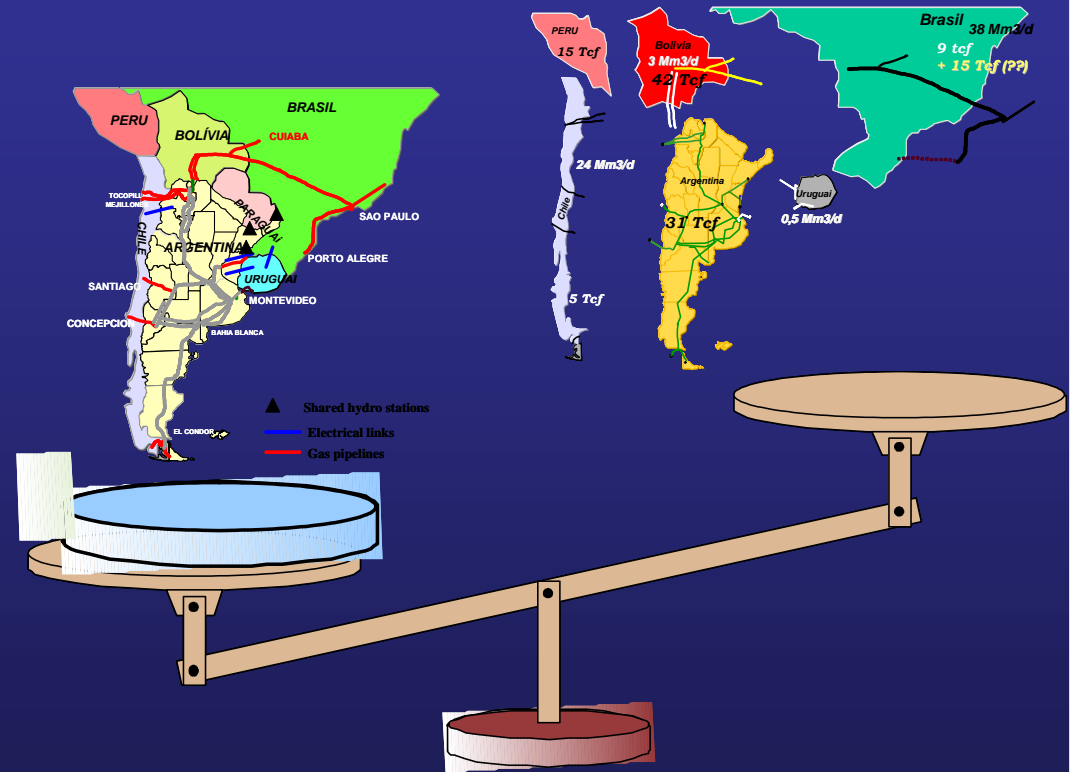 PERU
BOLÍVIA
BRASIL
CUIABA
TOCOPILL
MEJILLONES
CHILE
PARAGUAI
ARGENTINA
SAO PAULO
PORTO ALEGRE
URUGUAI
SANTIAGO
MONTEVIDEO
CONCEPCION
BAHIA BLANCA
EL CONDOR
Shared hydro stations
Electrical links
Gas pipelines
PERU
15 Tcf
Bolivia
3 Mm3/d
42 Tcf
Brasil
38 Mm3/d
9 tcf
+ 15 Tcf (??)
24 Mm3/d
Chile
5 Tcf
Argentina
31 Tcf
Uruguai
0,5 Mm3/d